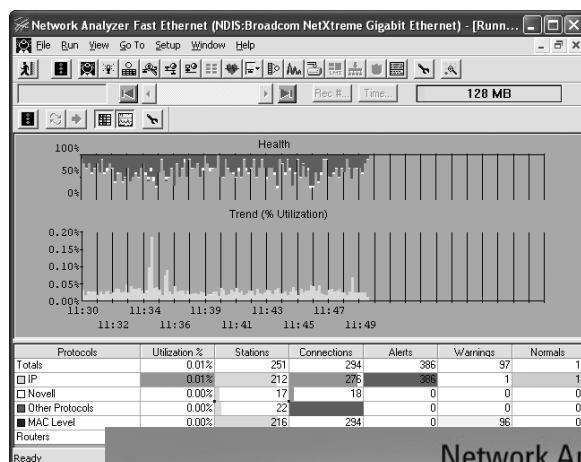 Network Analyzer Fast Ethernet (NDIS:Broadcom NetXtreme Gigabit Ethernet) - [Runn...
File Run View Go To Setup Window Help
Rec #... Time... 128 MB
Health
100%
50%
0%
Trend (% Utilization)
0.20%
0.15%
0.10%
0.05%
0.00%
11:30 11:34 11:39 11:43 11:47
11:32 11:36 11:41 11:45 11:49
Protocols Utilization % Stations Connections Alerts Warnings Normals
Totals 0.01% 251 294 386 97 1
IP 0.01% 212 276 386 1 1
Novell 0.00% 17 18 0 0 0
Other Protocols 0.00% 22 0 0 0
MAC Level 0.00% 216 294 0 96 0
Routers
Ready
Network